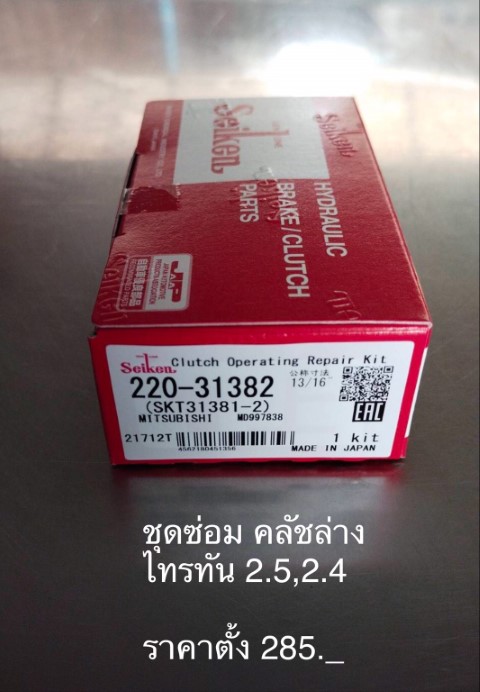 Seiken
Seiken
HYDRAULIC
BRAKE/CLUTCH
PARTS
Seiken
Clutch Operating Repair Kit
220-31382
公称寸法
13/16"
(SKT31381-2)
MITSUBISHI MD997838
EAC
21712T
1 kit
4562180451356
MADE IN JAPAN
ชุดซ่อม คลัชล่าง
ไทรทัน 2.5,2.4
ราคาตั้ง 285._